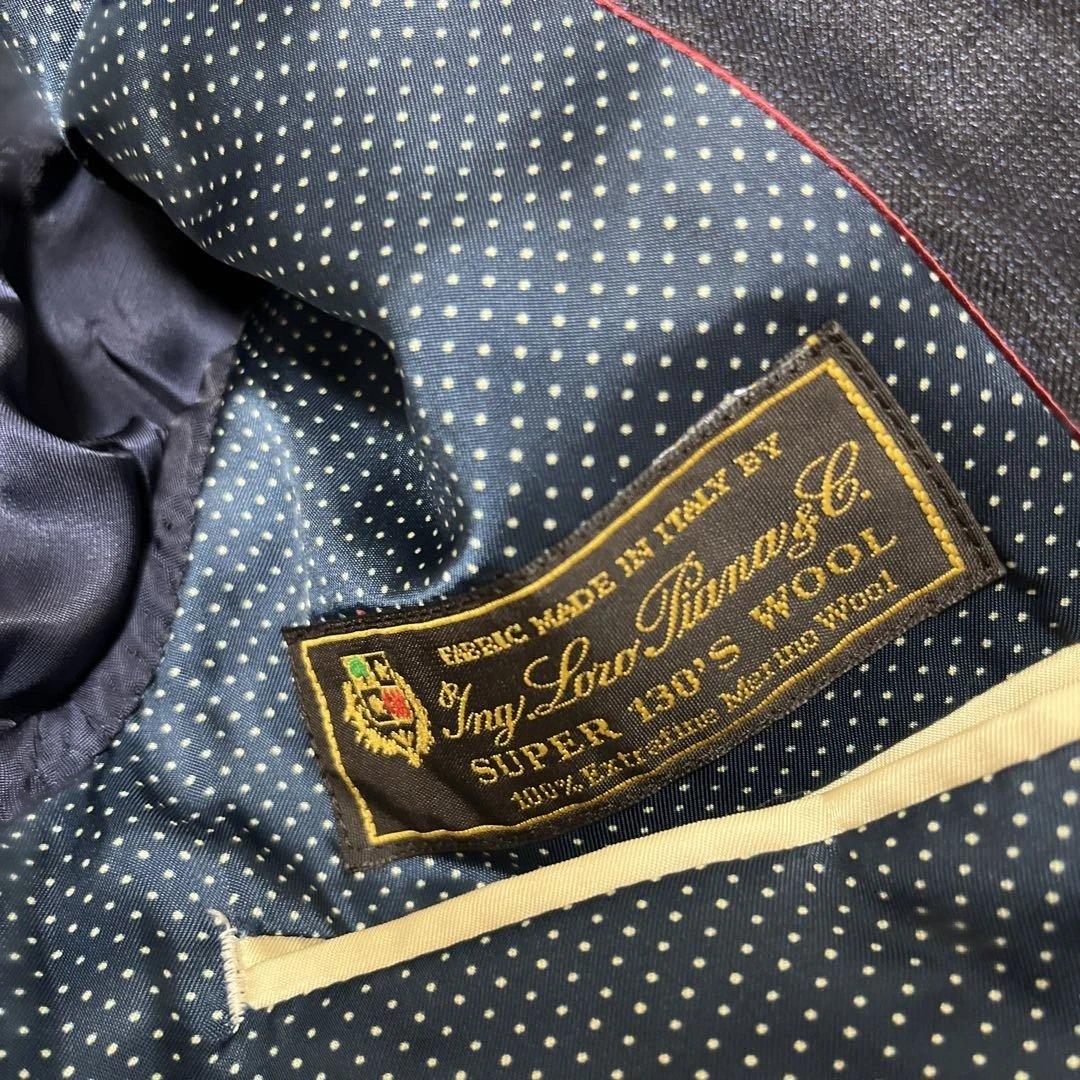 FABRIC MADE IN ITALY BY
Ing Loro Piana & C.
SUPER 130'S WOOL
100% Extrafine Merino Wool